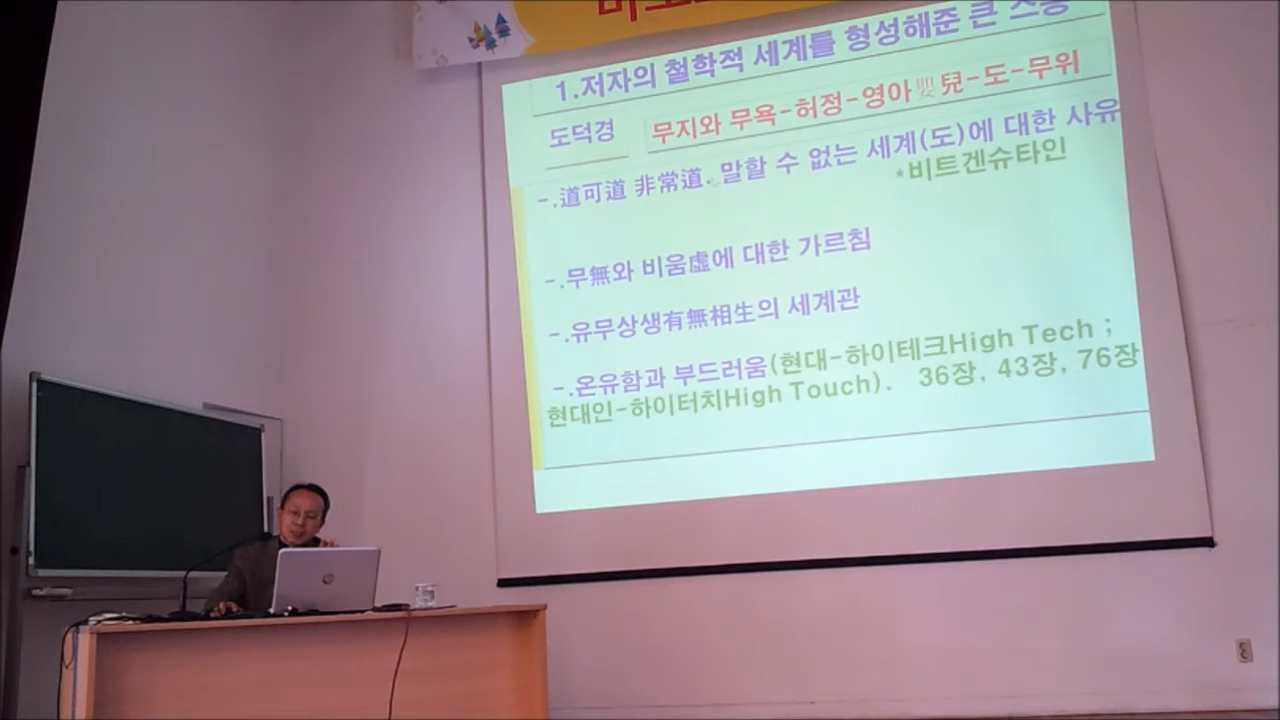 1.저자의 철학적 세계를 형성해준 큰 스승
도덕경
무지와 무욕-허정-영아嬰兒-도-무위
-.道可道 非常道. 말할 수 없는 세계(도)에 대한 사유
*비트겐슈타인
-.무無와 비움虛에 대한 가르침
-.유무상생有無相生의 세계관
-.온유함과 부드러움(현대-하이테크High Tech ;
현대인-하이터치High Touch). 36장, 43장, 76장